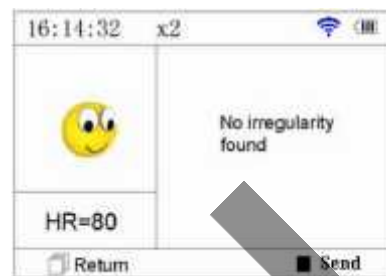 16:14:32 x2
No irregularity
found
HR=80
Return Send